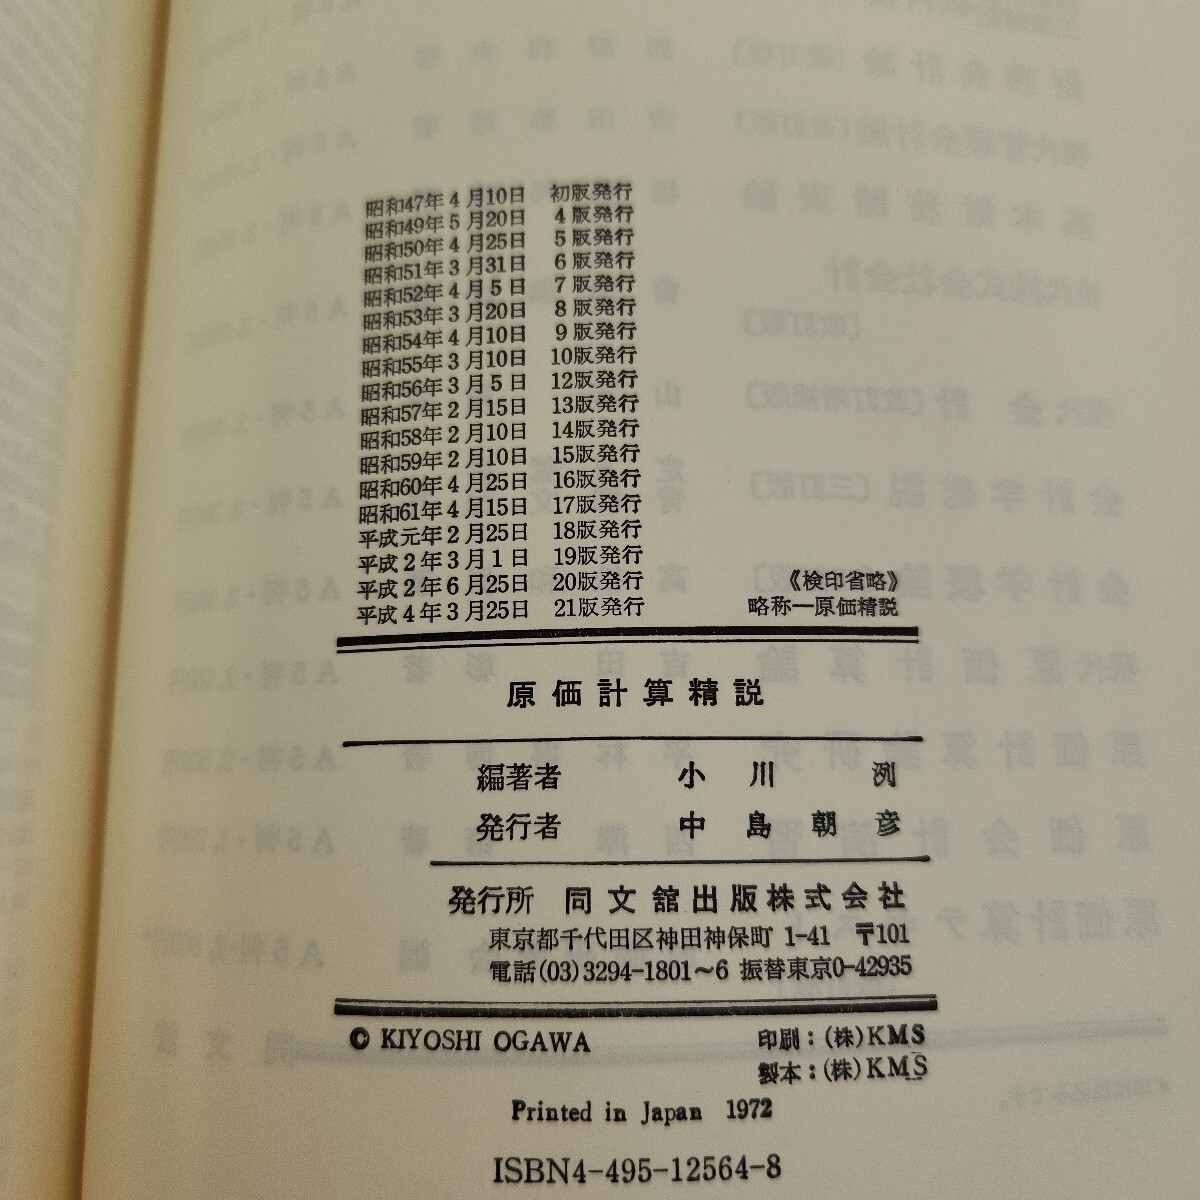 昭和47年4月10日 初版発行
昭和49年5月20日 4版発行
昭和50年4月25日 5版発行
昭和51年3月31日 6版発行
昭和52年4月5日 7版発行
昭和53年3月20日 8版発行
昭和54年4月10日 9版発行
昭和55年3月10日 10版発行
昭和56年3月5日 12版発行
昭和57年2月15日 13版発行
昭和58年2月10日 14版発行
昭和59年2月10日 15版発行
昭和60年4月25日 16版発行
昭和61年4月15日 17版発行
平成元年2月25日 18版発行
平成2年3月1日 19版発行
平成2年6月25日 20版発行
平成4年3月25日 21版発行
《検印省略》
略称―原価精説
原価計算精説
編著者 小川 洌
発行者 中島朝彦
発行所 同文舘出版株式会社
東京都千代田区神田神保町 1-41 〒101
電話(03)3294-1801〜6 振替東京0-42935
© KIYOSHI OGAWA
印刷：(株)KMS
製本：(株)KMS
Printed in Japan 1972
ISBN4-495-12564-8